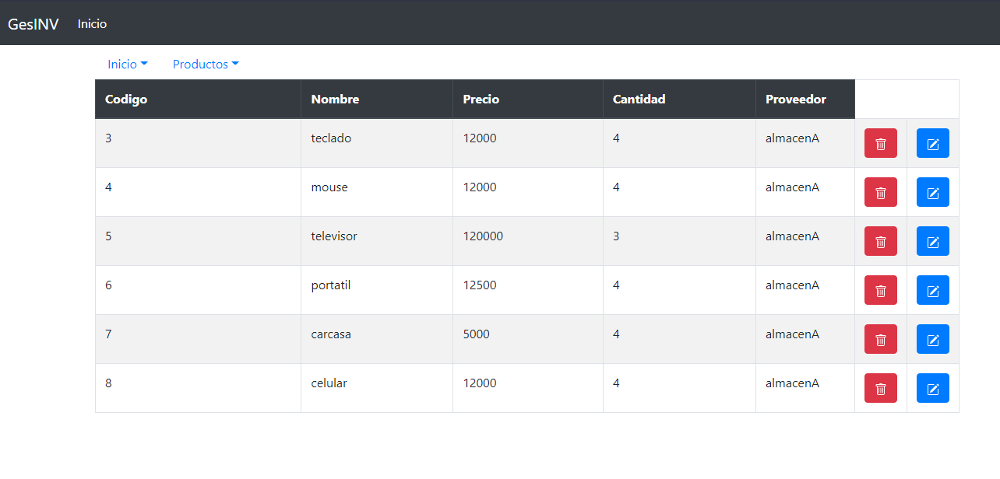 GesINV Inicio
Inicio Productos
Codigo Nombre Precio Cantidad Proveedor
3 teclado 12000 4 almacenA
4 mouse 12000 4 almacenA
5 televisor 120000 3 almacenA
6 portatil 12500 4 almacenA
7 carcasa 5000 4 almacenA
8 celular 12000 4 almacenA